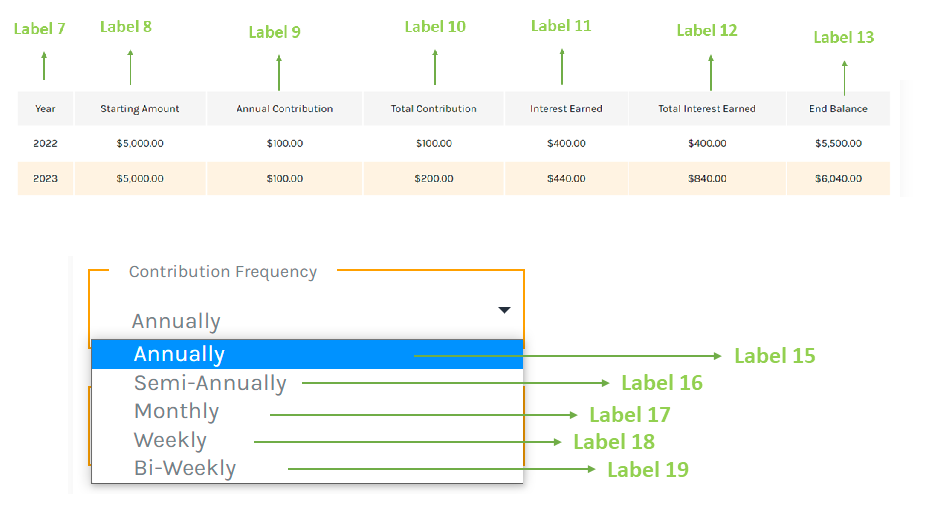 Label 7 Label 8 Label 9 Label 10 Label 11 Label 12 Label 13
Year Starting Amount Annual Contribution Total Contribution Interest Earned Total Interest Earned End Balance
2022 $5,000.00 $100.00 $100.00 $400.00 $400.00 $5,500.00
2023 $5,000.00 $100.00 $200.00 $440.00 $840.00 $6,040.00
Contribution Frequency
Annually
Annually Label 15
Semi-Annually Label 16
Monthly Label 17
Weekly Label 18
Bi-Weekly Label 19